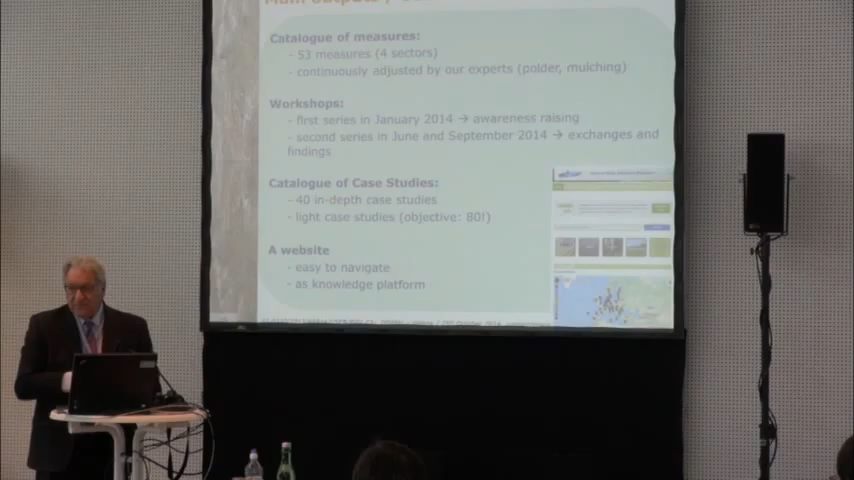 Main outputs /
Catalogue of measures:
- 53 measures (4 sectors)
- continuously adjusted by our experts (polder, mulching)
Workshops:
- first series in January 2014 → awareness raising
- second series in June and September 2014 → exchanges and
findings
Catalogue of Case Studies:
- 40 in-depth case studies
- light case studies (objective: 80!)
A website
- easy to navigate
- as knowledge platform